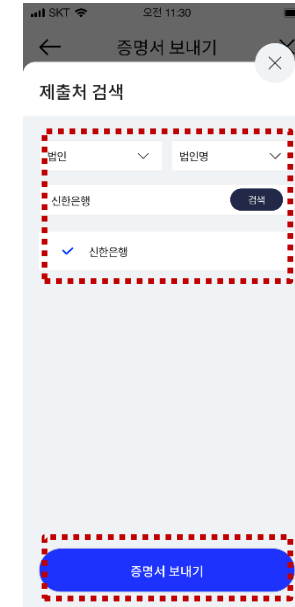 SKT 오전 11:30
증명서 보내기
제출처 검색
법인 법인명
신한은행 검색
신한은행
증명서 보내기